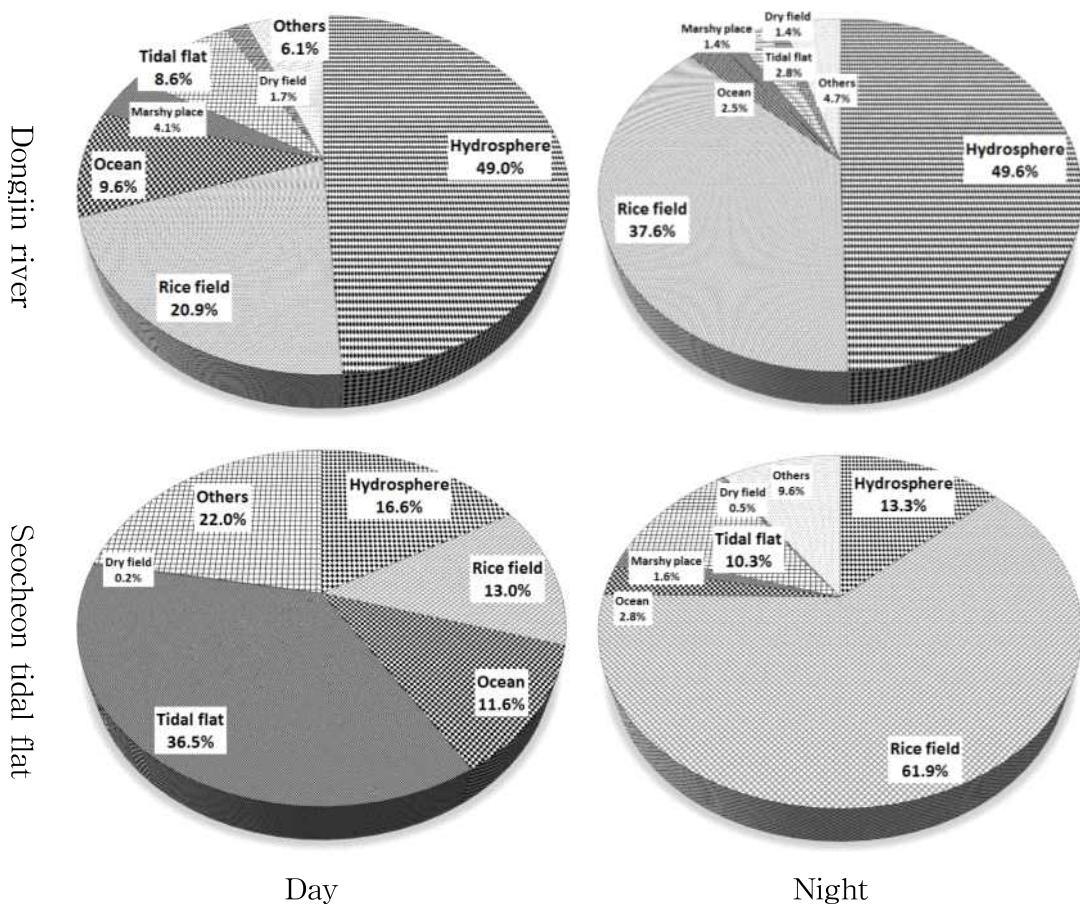 Dongjin river
Others
6.1%
Tidal flat
8.6%
Dry field
1.7%
Marshy place
4.1%
Ocean
9.6%
Hydrosphere
49.0%
Rice field
20.9%
Dry field
1.4%
Marshy place
1.4%
Tidal flat
2.8%
Others
4.7%
Ocean
2.5%
Hydrosphere
49.6%
Rice field
37.6%
Seocheon tidal flat
Others
22.0%
Hydrosphere
16.6%
Dry field
0.2%
Rice field
13.0%
Ocean
11.6%
Tidal flat
36.5%
Others
9.6%
Dry field
0.5%
Hydrosphere
13.3%
Tidal flat
10.3%
Marshy place
1.6%
Ocean
2.8%
Rice field
61.9%
Day
Night